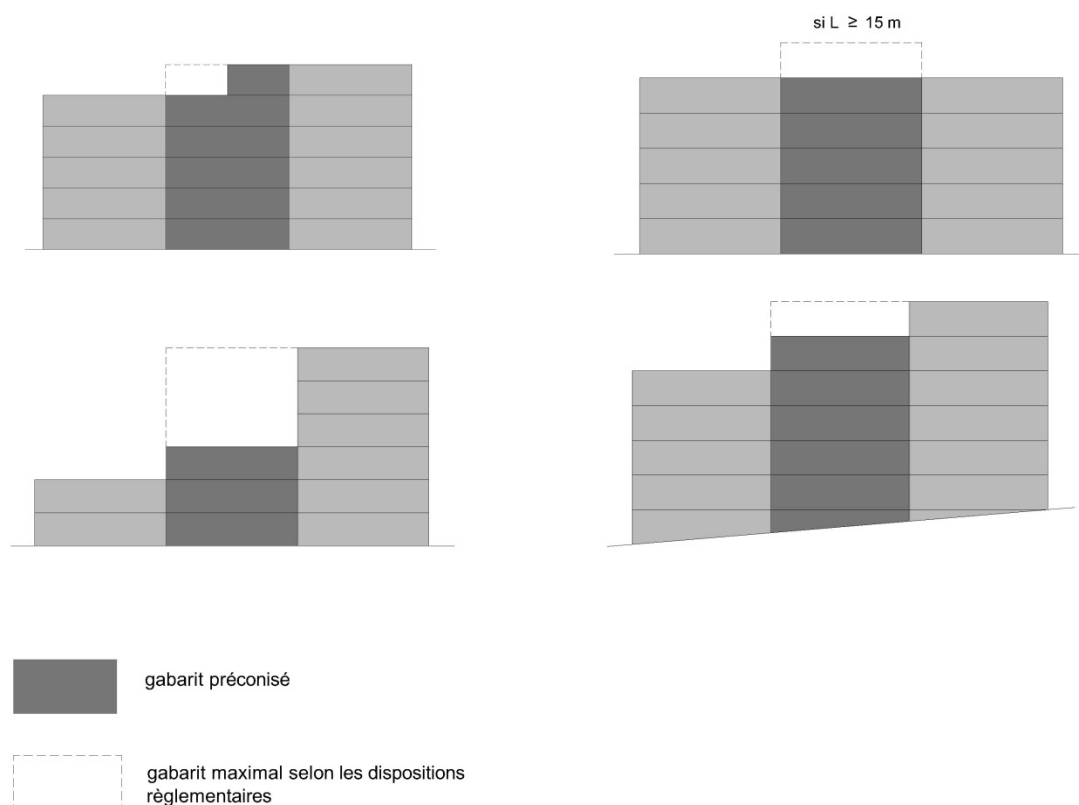 si L ≥ 15 m
gabarit préconisé
gabarit maximal selon les dispositions
règlementaires